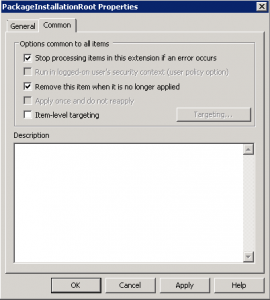 PackageInstallationRoot Properties
General
Common
Options common to all items
Stop processing items in this extension if an error occurs
Run in logged-on user's security context (user policy option)
Remove this item when it is no longer applied
Apply once and do not reapply
Item-level targeting
Targeting...
Description
OK
Cancel
Apply
Help